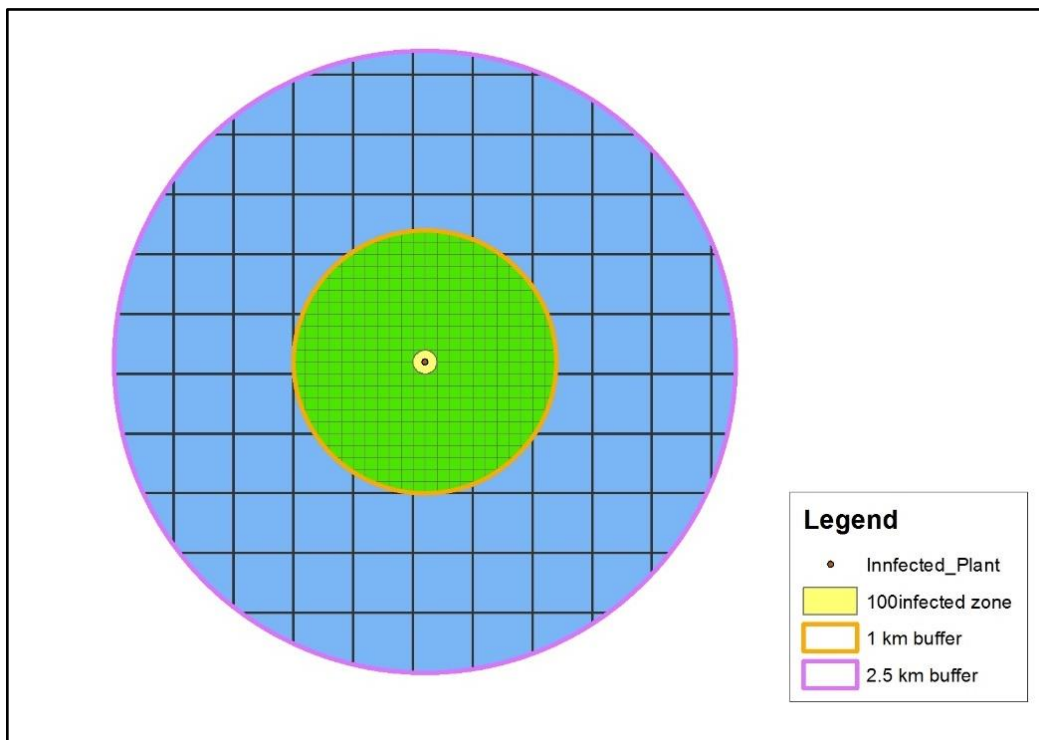 Legend
Innfected_Plant
100infected zone
1 km buffer
2.5 km buffer